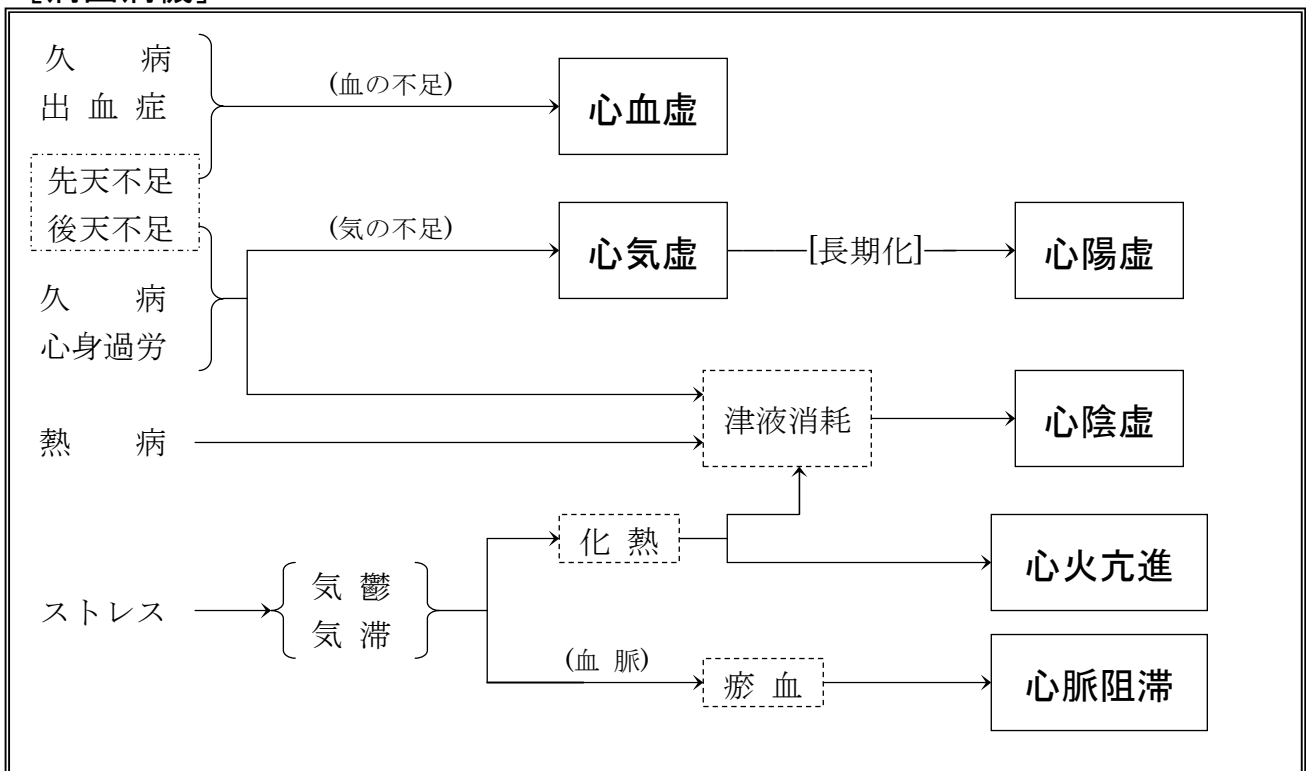 久 病
出 血 症
(血の不足)
心血虚
先天不足
後天不足
(気の不足)
心気虚
[長期化]
心陽虚
久 病
心身過労
津液消耗
心陰虚
熱 病
化 熱
心火亢進
ストレス
気 鬱
気 滞
(血 脈)
瘀 血
心脈阻滞